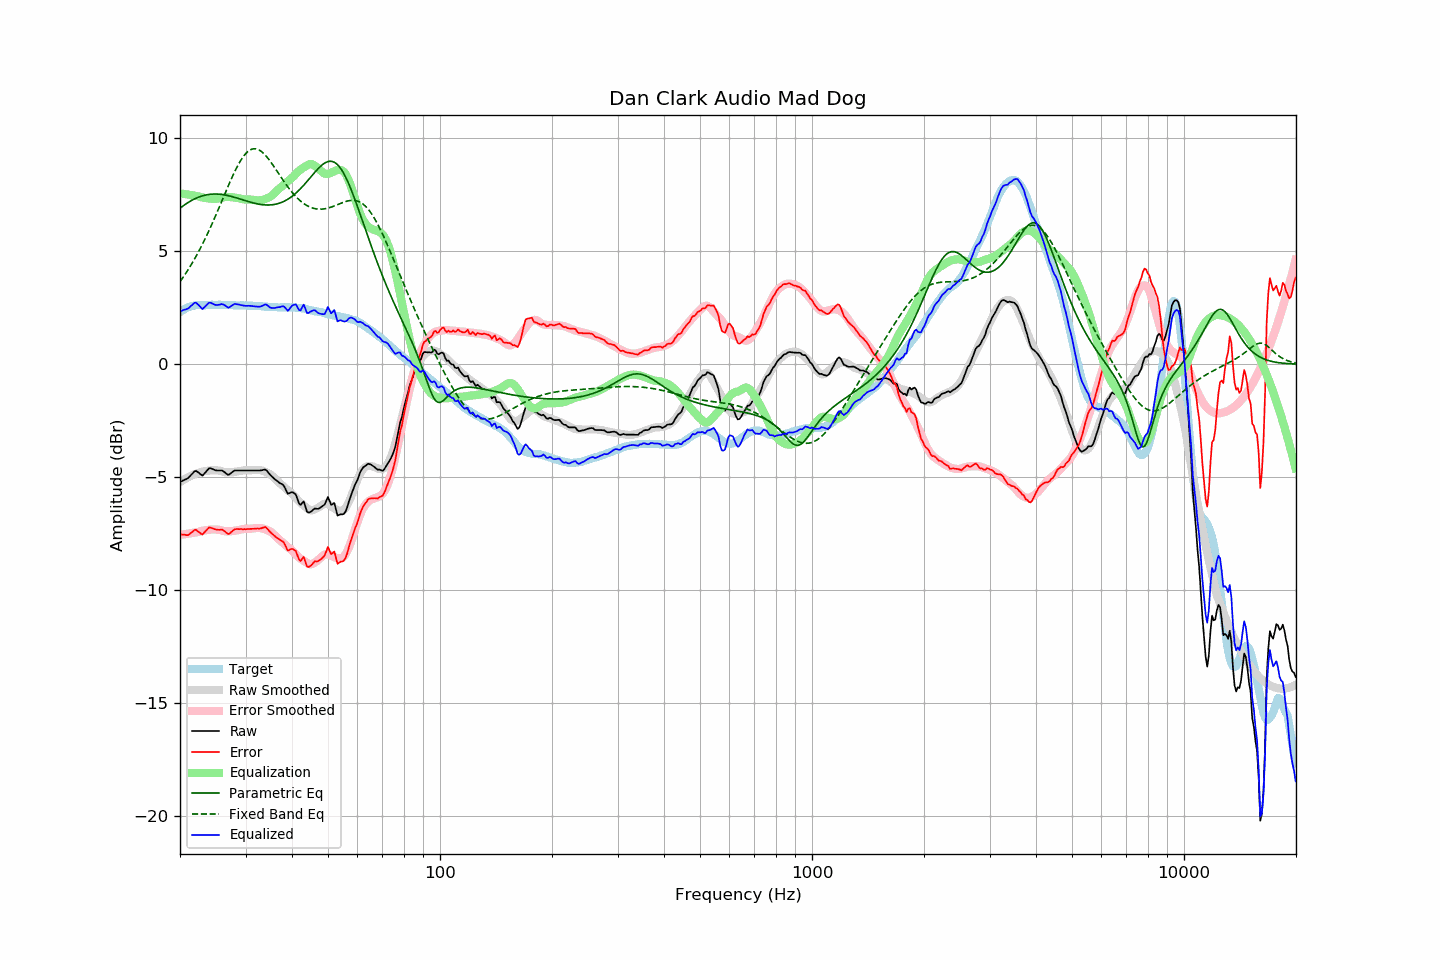 Dan Clark Audio Mad Dog
10
5
0
−5
−10
−15
−20
Amplitude (dBr)
Target
Raw Smoothed
Error Smoothed
Raw
Error
Equalization
Parametric Eq
Fixed Band Eq
Equalized
100
1000
10000
Frequency (Hz)